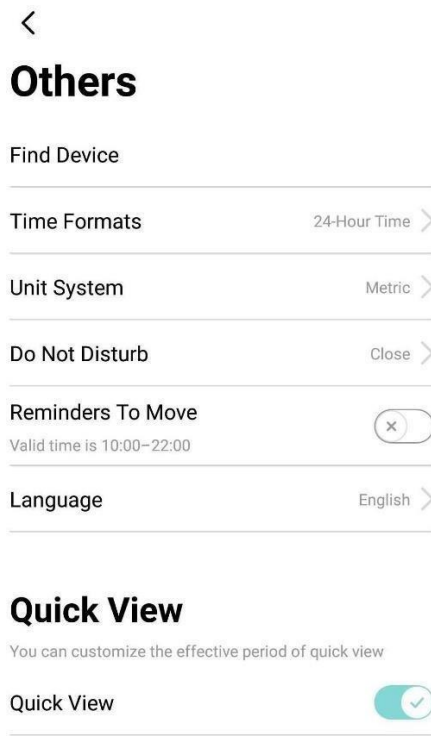 Others
Find Device
Time Formats 24-Hour Time
Unit System Metric
Do Not Disturb Close
Reminders To Move
Valid time is 10:00-22:00
Language English
Quick View
You can customize the effective period of quick view
Quick View